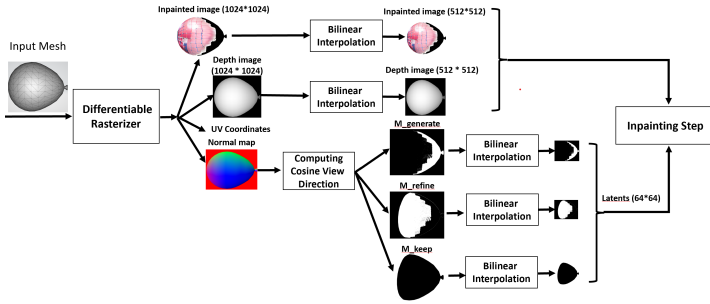 Inpainted image (1024*1024)
Inpainted image (512*512)
Bilinear
Interpolation
Input Mesh
Depth image
(1024 * 1024)
Depth image (512 * 512)
Bilinear
Interpolation
Differentiable
Rasterizer
UV Coordinates
Normal map
Inpainting Step
M_generate
Bilinear
Interpolation
Computing
Cosine View
Direction
M_refine
Bilinear
Interpolation
Latents (64*64)
M_keep
Bilinear
Interpolation